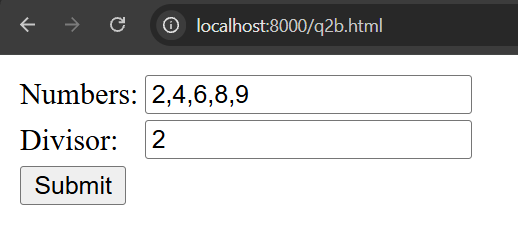 localhost:8000/q2b.html
Numbers: 2,4,6,8,9
Divisor: 2
Submit